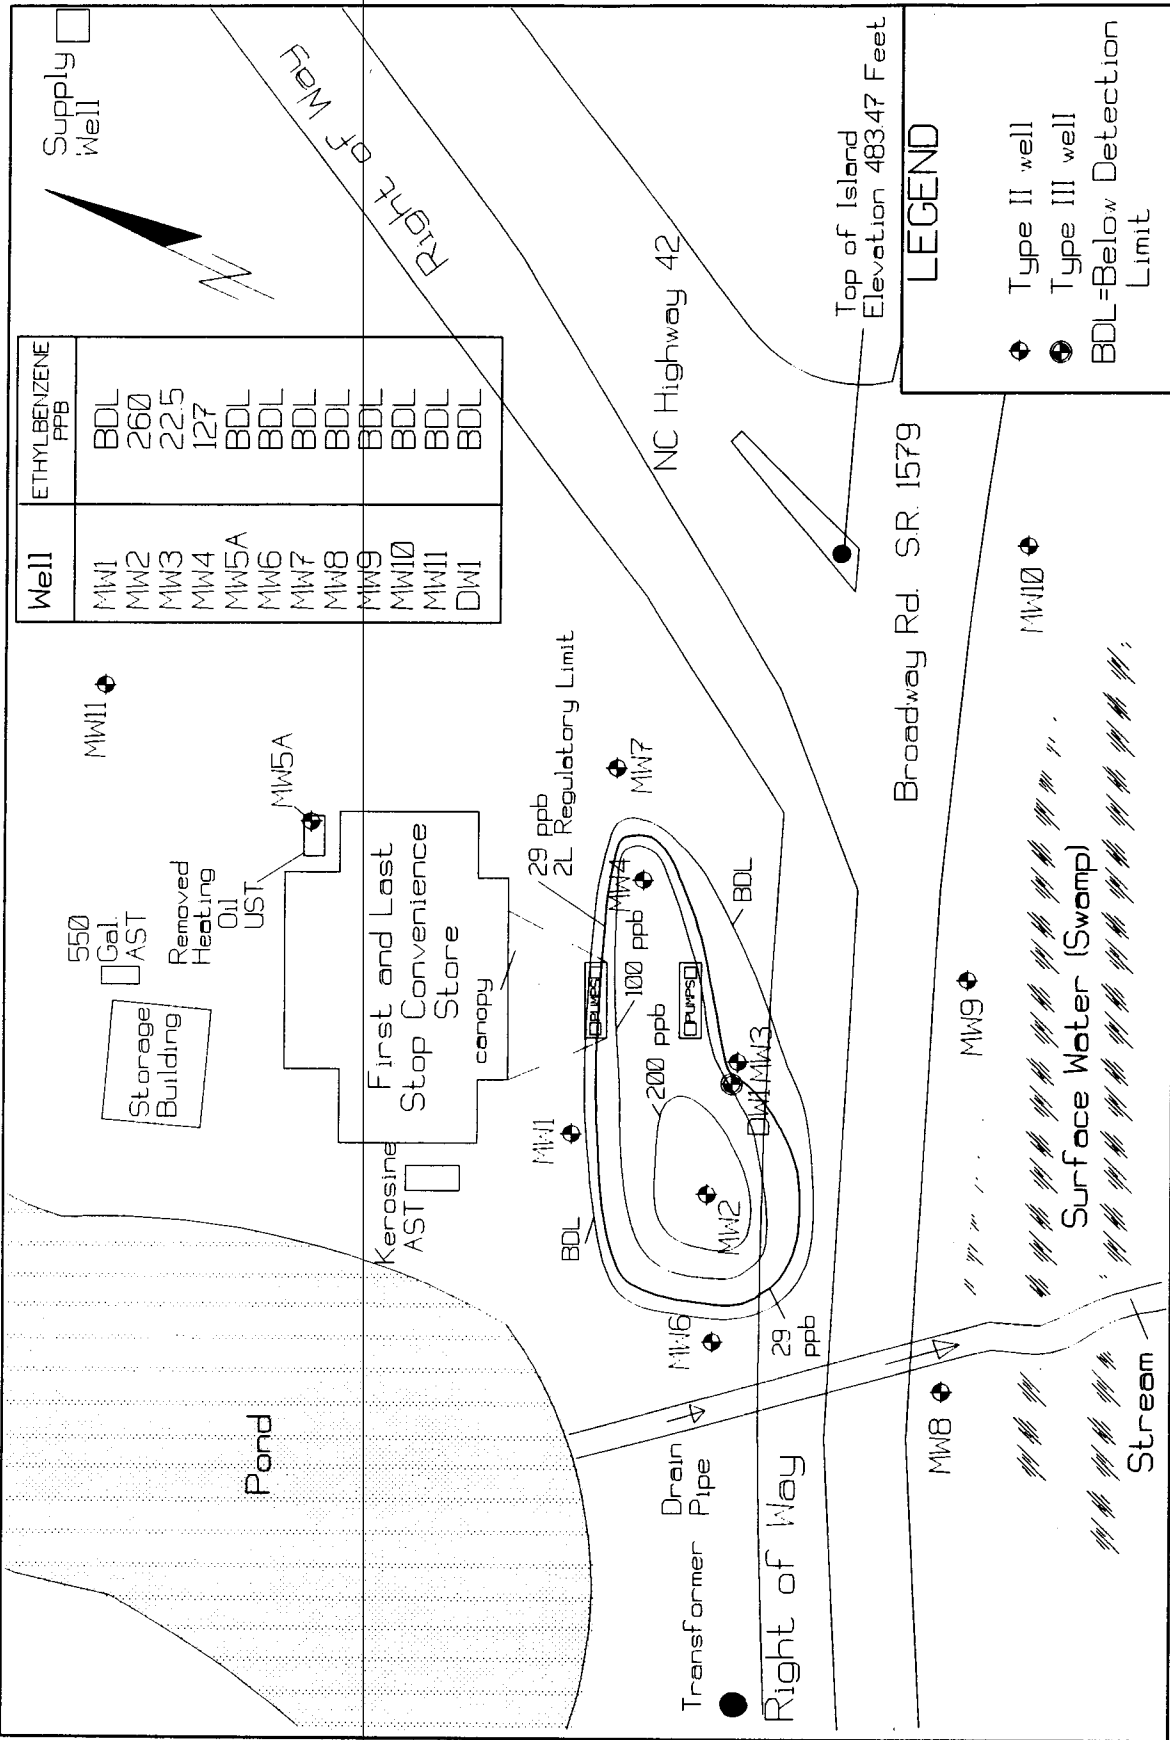 Supply
Well
Right of Way
Well ETHYLBENZENE
PPB
MW1 BDL
MW2 260
MW3 22.5
MW4 127
MW5A BDL
MW6 BDL
MW7 BDL
MW8 BDL
MW9 BDL
MW10 BDL
MW11 BDL
DW1 BDL
MW11
MW5A
550
Gal.
AST
Removed
Heating
Oil
UST
Storage
Building
First and Last
Stop Convenience
Store
canopy
Kerosine
AST
Pond
29 ppb
2L Regulatory Limit
MW7
MW4
PUMPS
100 ppb
PUMPS
200 ppb
BDL
MW1
DW1 MW3
MW2
BDL
MW6
29
ppb
Drain
Pipe
Transformer
Right of Way
NC Highway 42
Top of Island
Elevation 483.47 Feet
Broadway Rd. S.R. 1579
MW10
MW9
MW8
Surface Water (Swamp)
Stream
LEGEND
Type II well
Type III well
BDL=Below Detection
Limit